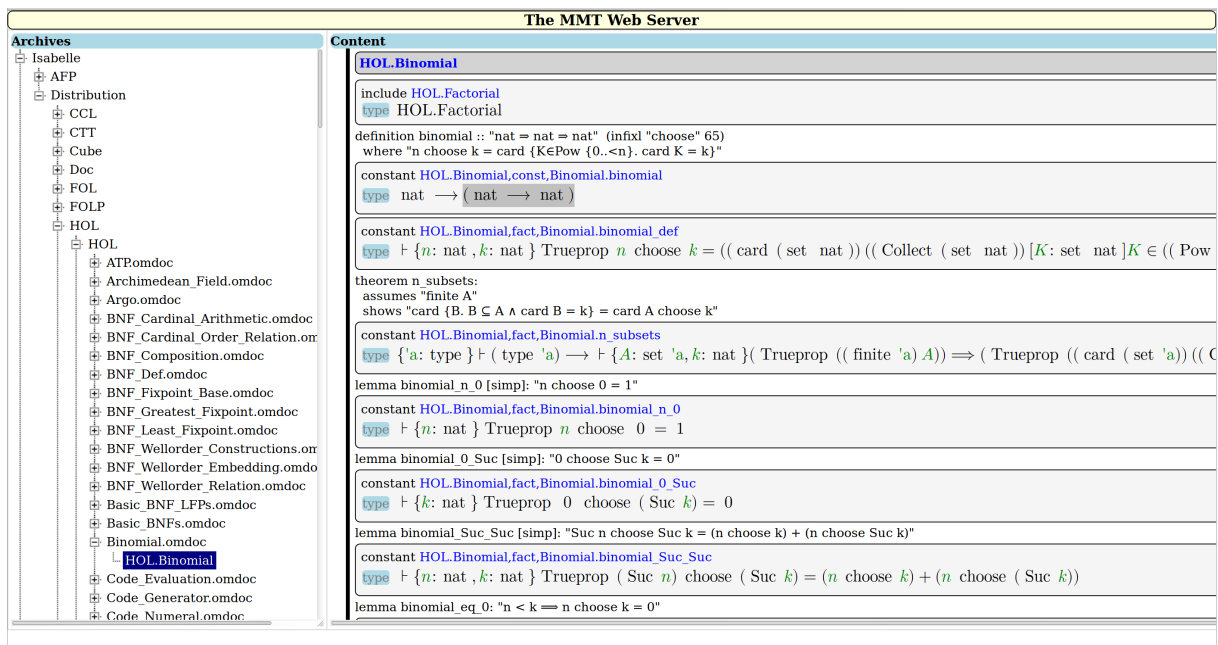 The MMT Web Server
Archives
Isabelle
AFP
Distribution
CCL
CTT
Cube
Doc
FOL
FOLP
HOL
HOL
ATP.omdoc
Archimedean_Field.omdoc
Argo.omdoc
BNF_Cardinal_Arithmetic.omdoc
BNF_Cardinal_Order_Relation.om
BNF_Composition.omdoc
BNF_Def.omdoc
BNF_Fixpoint_Base.omdoc
BNF_Greatest_Fixpoint.omdoc
BNF_Least_Fixpoint.omdoc
BNF_Wellorder_Constructions.om
BNF_Wellorder_Embedding.omdo
BNF_Wellorder_Relation.omdoc
Basic_BNF_LFPs.omdoc
Basic_BNFs.omdoc
Binomial.omdoc
HOL.Binomial
Code_Evaluation.omdoc
Code_Generator.omdoc
Code_Numeral.omdoc
Content
HOL.Binomial
include HOL.Factorial
type HOL.Factorial
definition binomial :: "nat ⇒ nat ⇒ nat" (infixl "choose" 65)
where "n choose k = card {K∈Pow {0..<n}. card K = k}"
constant HOL.Binomial,const,Binomial.binomial
type nat ⟶ ( nat ⟶ nat )
constant HOL.Binomial,fact,Binomial.binomial_def
type ⊢ {n: nat , k: nat } Trueprop n choose k = (( card ( set nat )) (( Collect ( set nat )) [K: set nat ]K ∈ (( Pow
theorem n_subsets:
assumes "finite A"
shows "card {B. B ⊆ A ∧ card B = k} = card A choose k"
constant HOL.Binomial,fact,Binomial.n_subsets
type {'a: type } ⊢ ( type 'a) ⟶ ⊢ {A: set 'a, k: nat }( Trueprop (( finite 'a) A)) ⟹ ( Trueprop (( card ( set 'a)) (( C
lemma binomial_n_0 [simp]: "n choose 0 = 1"
constant HOL.Binomial,fact,Binomial.binomial_n_0
type ⊢ {n: nat } Trueprop n choose 0 = 1
lemma binomial_0_Suc [simp]: "0 choose Suc k = 0"
constant HOL.Binomial,fact,Binomial.binomial_0_Suc
type ⊢ {k: nat } Trueprop 0 choose ( Suc k) = 0
lemma binomial_Suc_Suc [simp]: "Suc n choose Suc k = (n choose k) + (n choose Suc k)"
constant HOL.Binomial,fact,Binomial.binomial_Suc_Suc
type ⊢ {n: nat , k: nat } Trueprop ( Suc n) choose ( Suc k) = (n choose k) + (n choose ( Suc k))
lemma binomial_eq_0: "n < k ⟹ n choose k = 0"